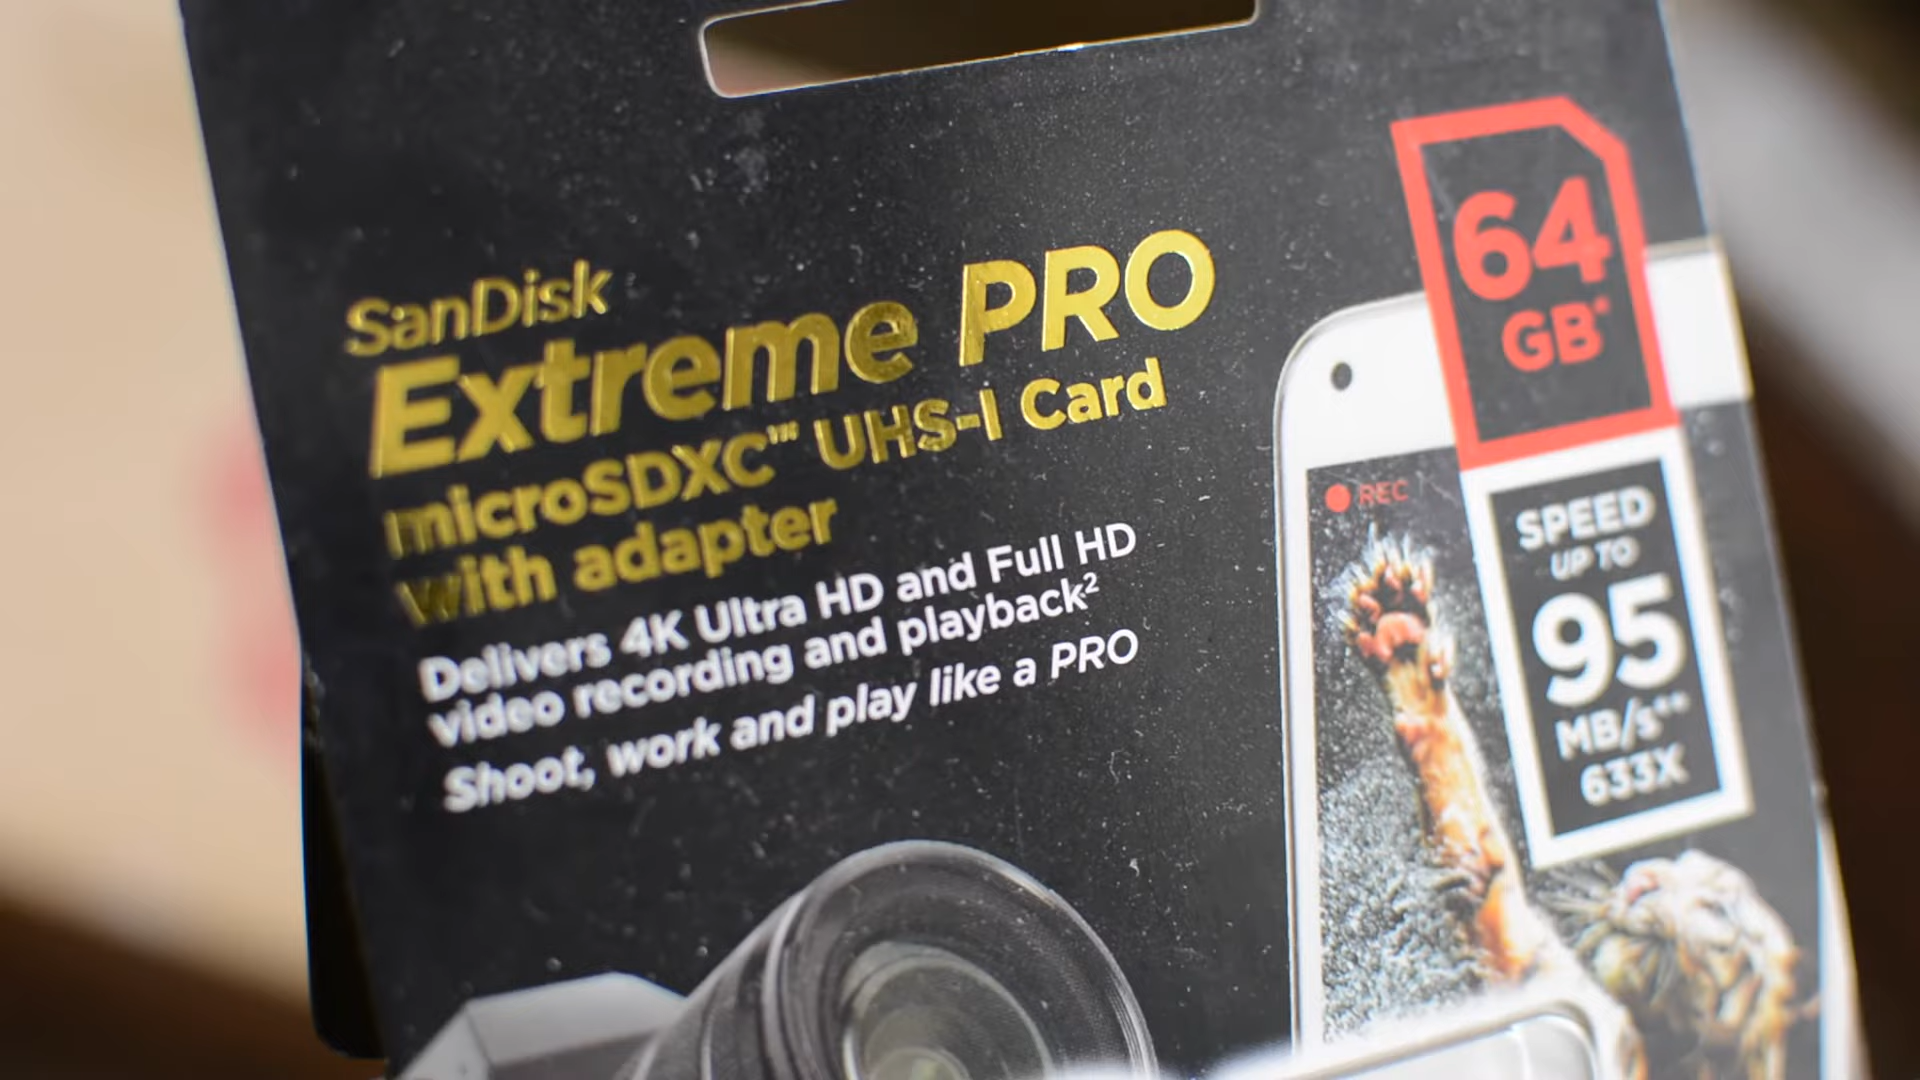 SanDisk
Extreme PRO
microSDXC™ UHS-I Card
with adapter
Delivers 4K Ultra HD and Full HD
video recording and playback²
Shoot, work and play like a PRO
64
GB*
REC
SPEED
UP TO
95
MB/s**
633X